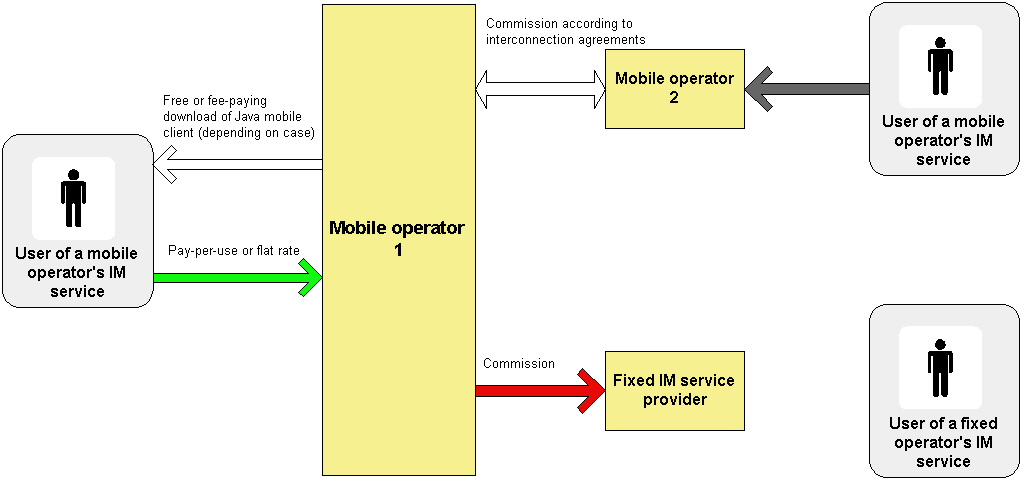 Commission according to
interconnection agreements
Mobile operator
2
User of a mobile
operator's IM
service
Free or fee-paying
download of Java mobile
client (depending on case)
User of a mobile
operator's IM
service
Pay-per-use or flat rate
Mobile operator
1
Commission
Fixed IM service
provider
User of a fixed
operator's IM
service